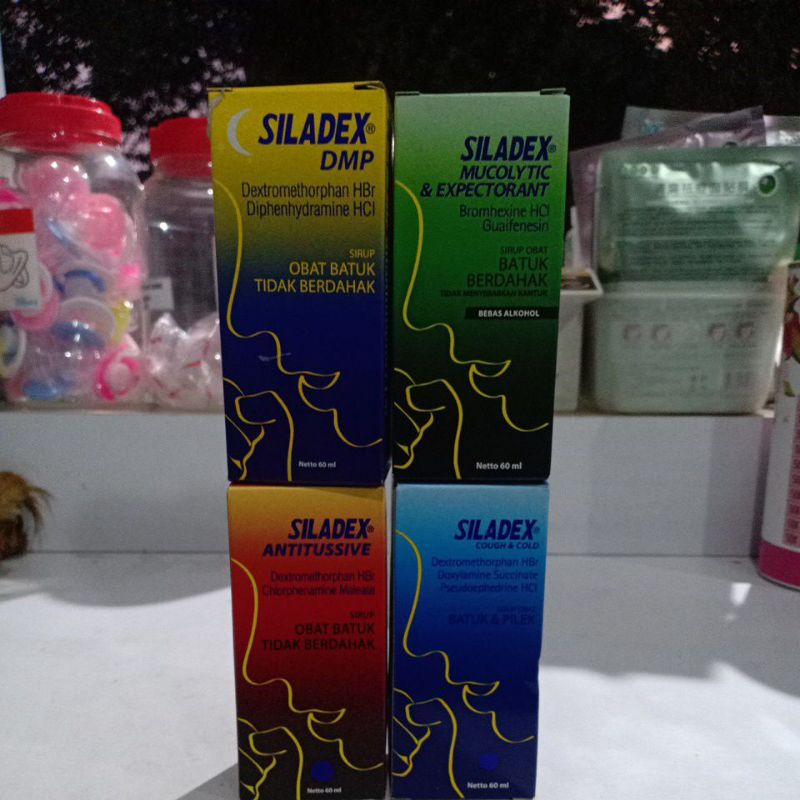 SILADEX®
DMP
Dextromethorphan HBr
Diphenhydramine HCl
SIRUP
OBAT BATUK
TIDAK BERDAHAK
Netto 60 ml
SILADEX®
MUCOLYTIC
& EXPECTORANT
Bromhexine HCl
Guaifenesin
SIRUP OBAT
BATUK
BERDAHAK
TIDAK MENYEBABKAN KANTUK
BEBAS ALKOHOL
Netto 60 ml
SILADEX®
ANTITUSSIVE
Dextromethorphan HBr
Chlorphenamine Maleate
SIRUP
OBAT BATUK
TIDAK BERDAHAK
Netto 60 ml
SILADEX®
COUGH & COLD
Dextromethorphan HBr
Doxylamine Succinate
Pseudoephedrine HCl
SIRUP OBAT
BATUK & PILEK
Netto 60 ml